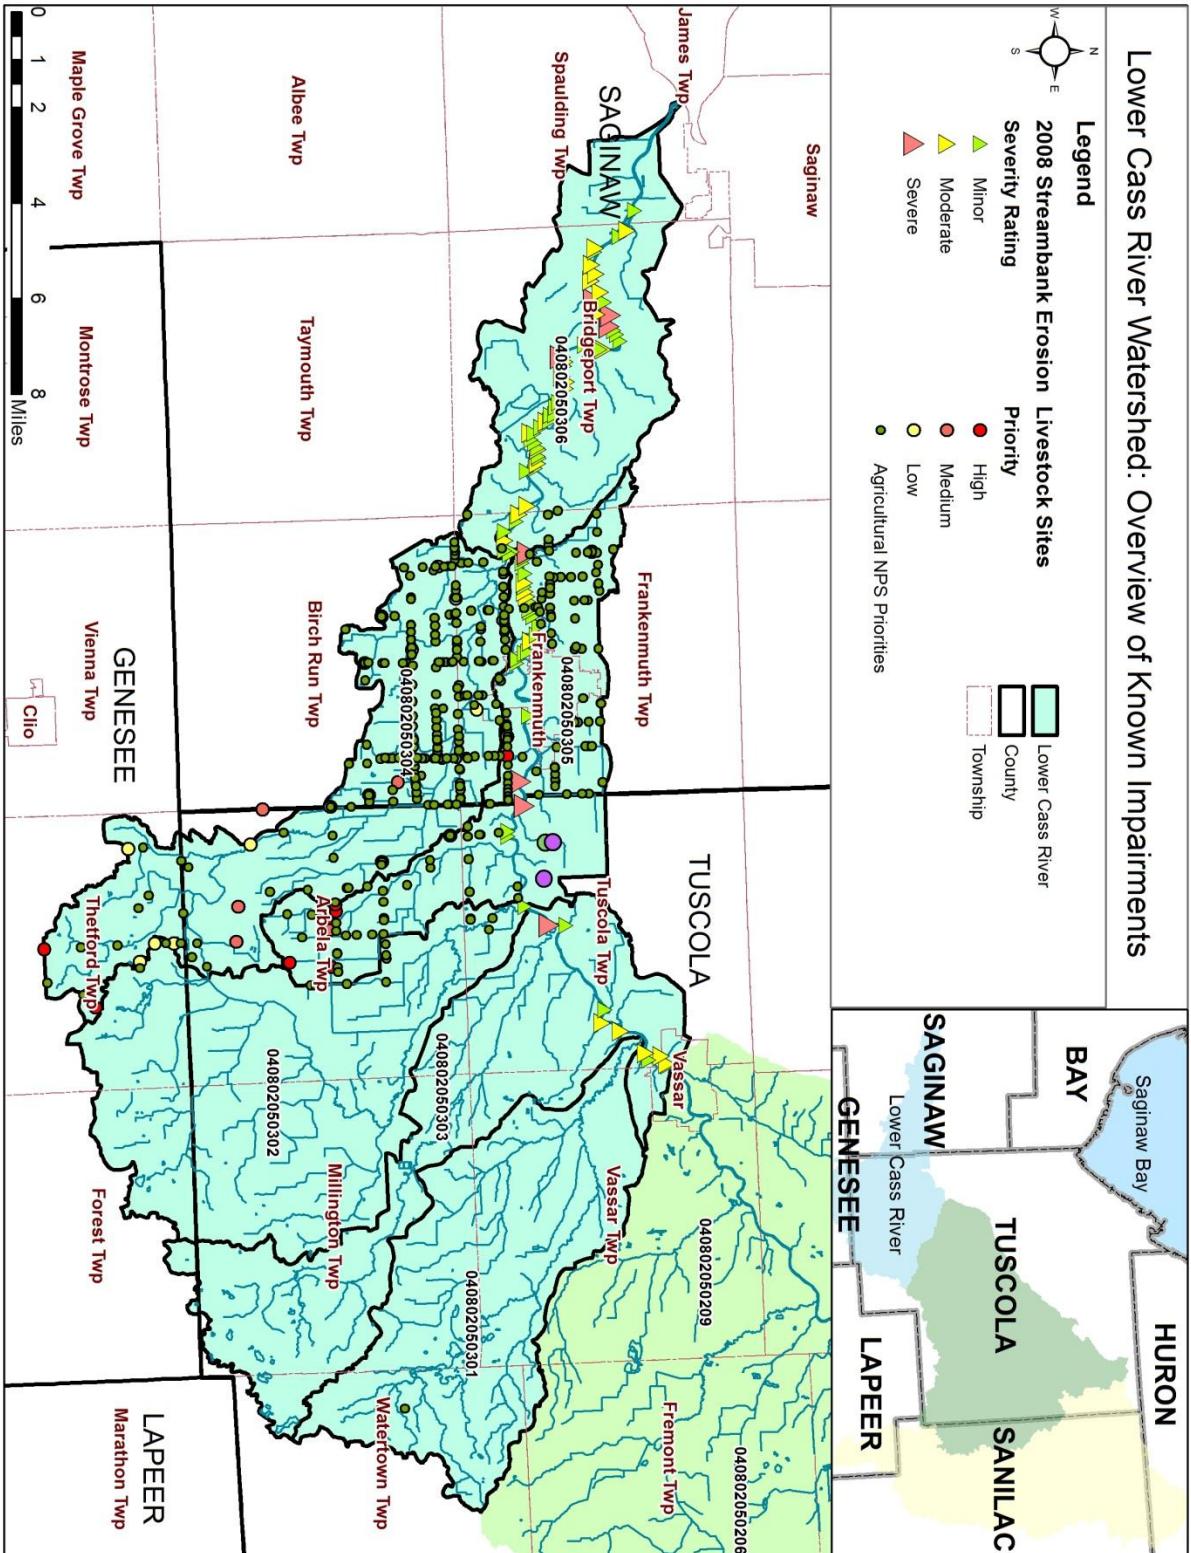 Lower Cass River Watershed: Overview of Known Impairments
N
W
E
S
Legend
2008 Streambank Erosion
Severity Rating
Minor
Moderate
Severe
Livestock Sites
Priority
High
Medium
Low
Agricultural NPS Priorities
Lower Cass River
County
Township
Saginaw Bay
HURON
BAY
TUSCOLA
SANILAC
SAGINAW
Lower Cass River
GENESEE
LAPEER
Saginaw
James Twp
SAGINAW
Spaulding Twp
Bridgeport Twp
040802050306
Frankenmuth Twp
Frankenmuth
040802050305
TUSCOLA
Tuscola Twp
Vassar
Vassar Twp
040802050209
Fremont Twp
040802050206
Albee Twp
Taymouth Twp
Birch Run Twp
040802050304
Arbela Twp
040802050303
040802050302
Millington Twp
040802050301
Watertown Twp
Maple Grove Twp
Montrose Twp
Vienna Twp
GENESEE
Clio
Thetford Twp
Forest Twp
LAPEER
Marathon Twp
0 1 2 4 6 8
Miles